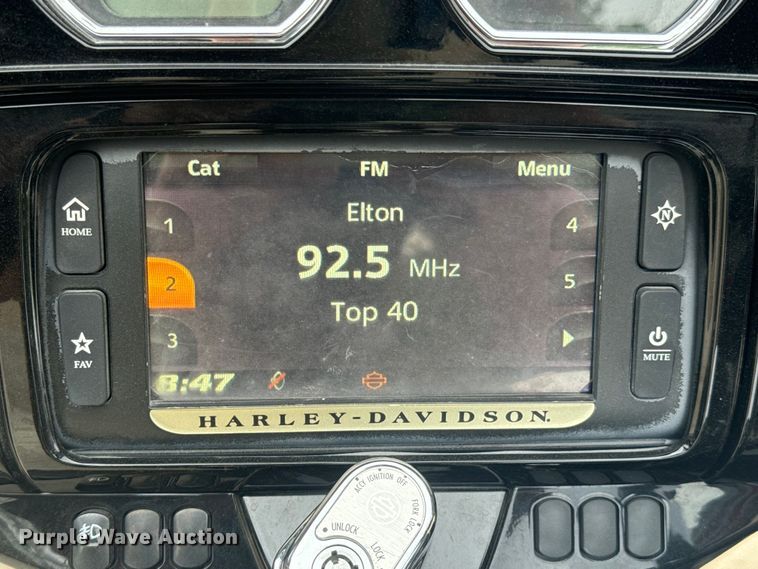 Cat FM Menu
Elton
1 4
HOME N
92.5 MHz
2 5
Top 40
3
FAV MUTE
8:47
HARLEY-DAVIDSON
ACCY IGNITION OFF
FORK LOCK
UNLOCK
LOCK
Purple Wave Auction